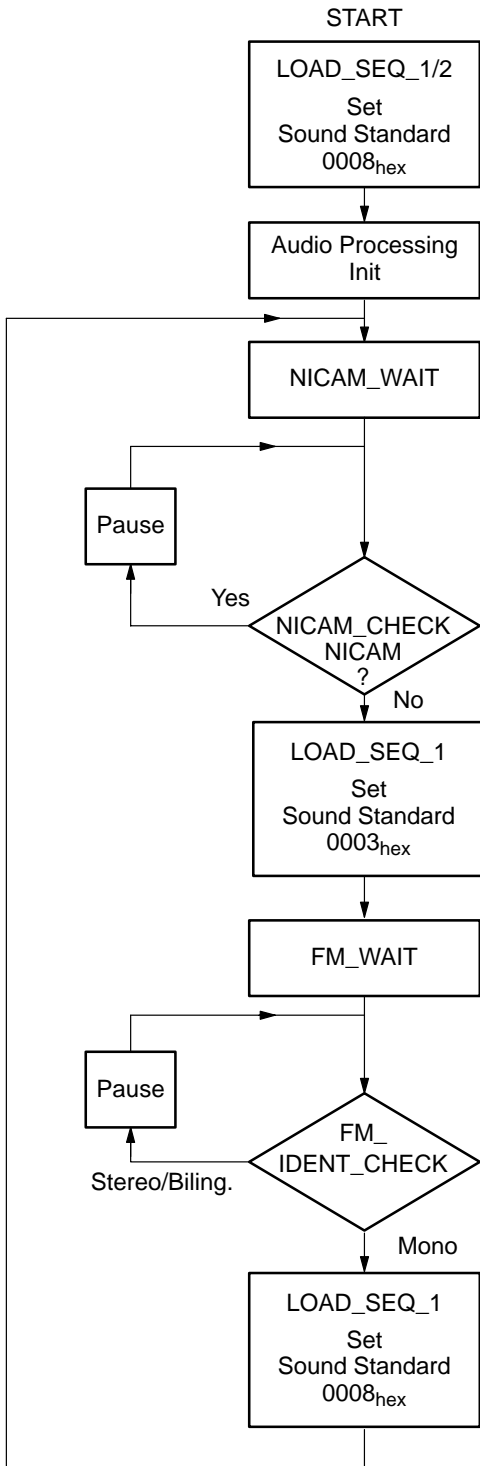 START
LOAD_SEQ_1/2
Set
Sound Standard
0008hex
Audio Processing
Init
NICAM_WAIT
Pause
Yes
NICAM_CHECK
NICAM
?
No
LOAD_SEQ_1
Set
Sound Standard
0003hex
FM_WAIT
Pause
FM_
IDENT_CHECK
Stereo/Biling.
Mono
LOAD_SEQ_1
Set
Sound Standard
0008hex